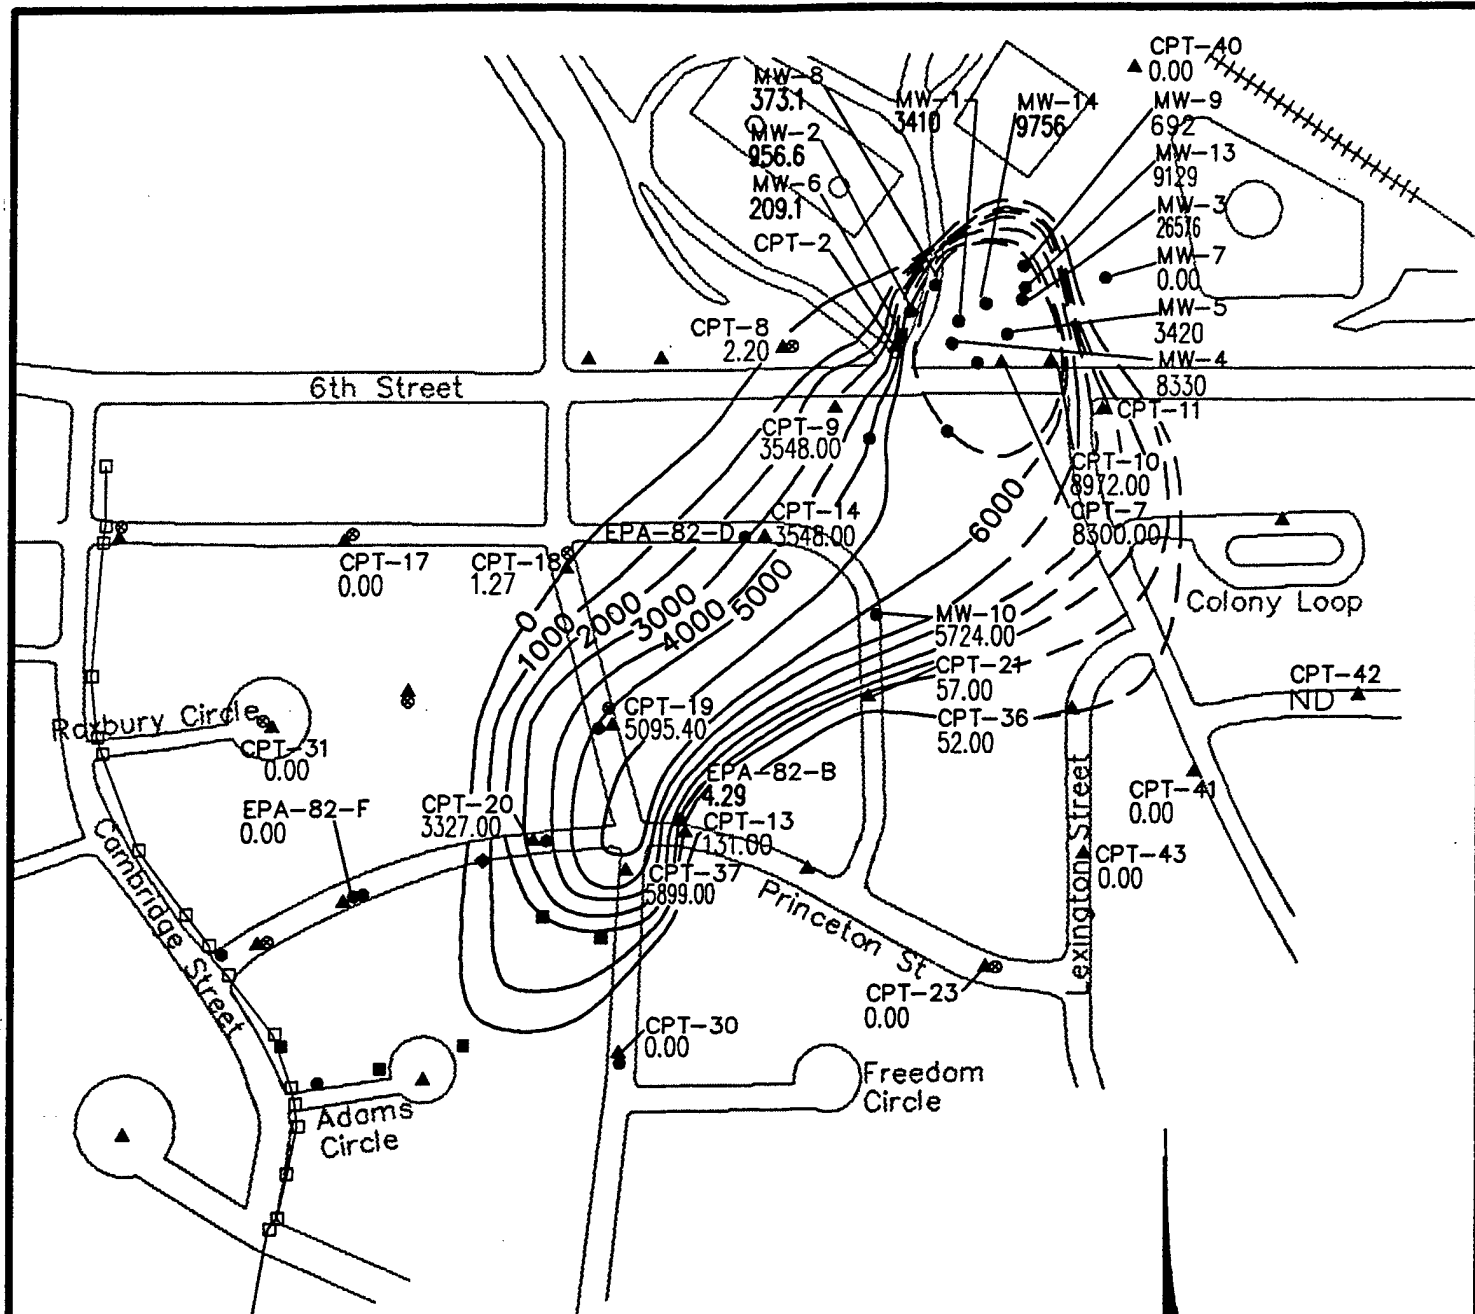 CPT-40
0.00
MW-8
373.1
MW-1
3410
MW-14
9756
MW-9
692
MW-2
956.6
MW-13
9129
MW-6
209.1
MW-3
26576
CPT-2
MW-7
0.00
MW-5
3420
CPT-8
2.20
MW-4
8330
6th Street
CPT-11
CPT-9
3548.00
CPT-10
8972.00
CPT-14
3548.00
CPT-7
8300.00
EPA-82-D
6000
CPT-17
0.00
CPT-18
1.27
0
1000
2000
3000
4000
5000
Colony Loop
MW-10
5724.00
CPT-21
57.00
CPT-42
ND
CPT-36
52.00
CPT-19
5095.40
Roxbury Circle
CPT-31
0.00
EPA-82-B
4.29
CPT-41
0.00
EPA-82-F
0.00
CPT-20
3327.00
CPT-13
131.00
CPT-43
0.00
CPT-37
5899.00
Princeton St
Lexington Street
Cambridge Street
CPT-23
0.00
CPT-30
0.00
Freedom
Circle
Adams
Circle